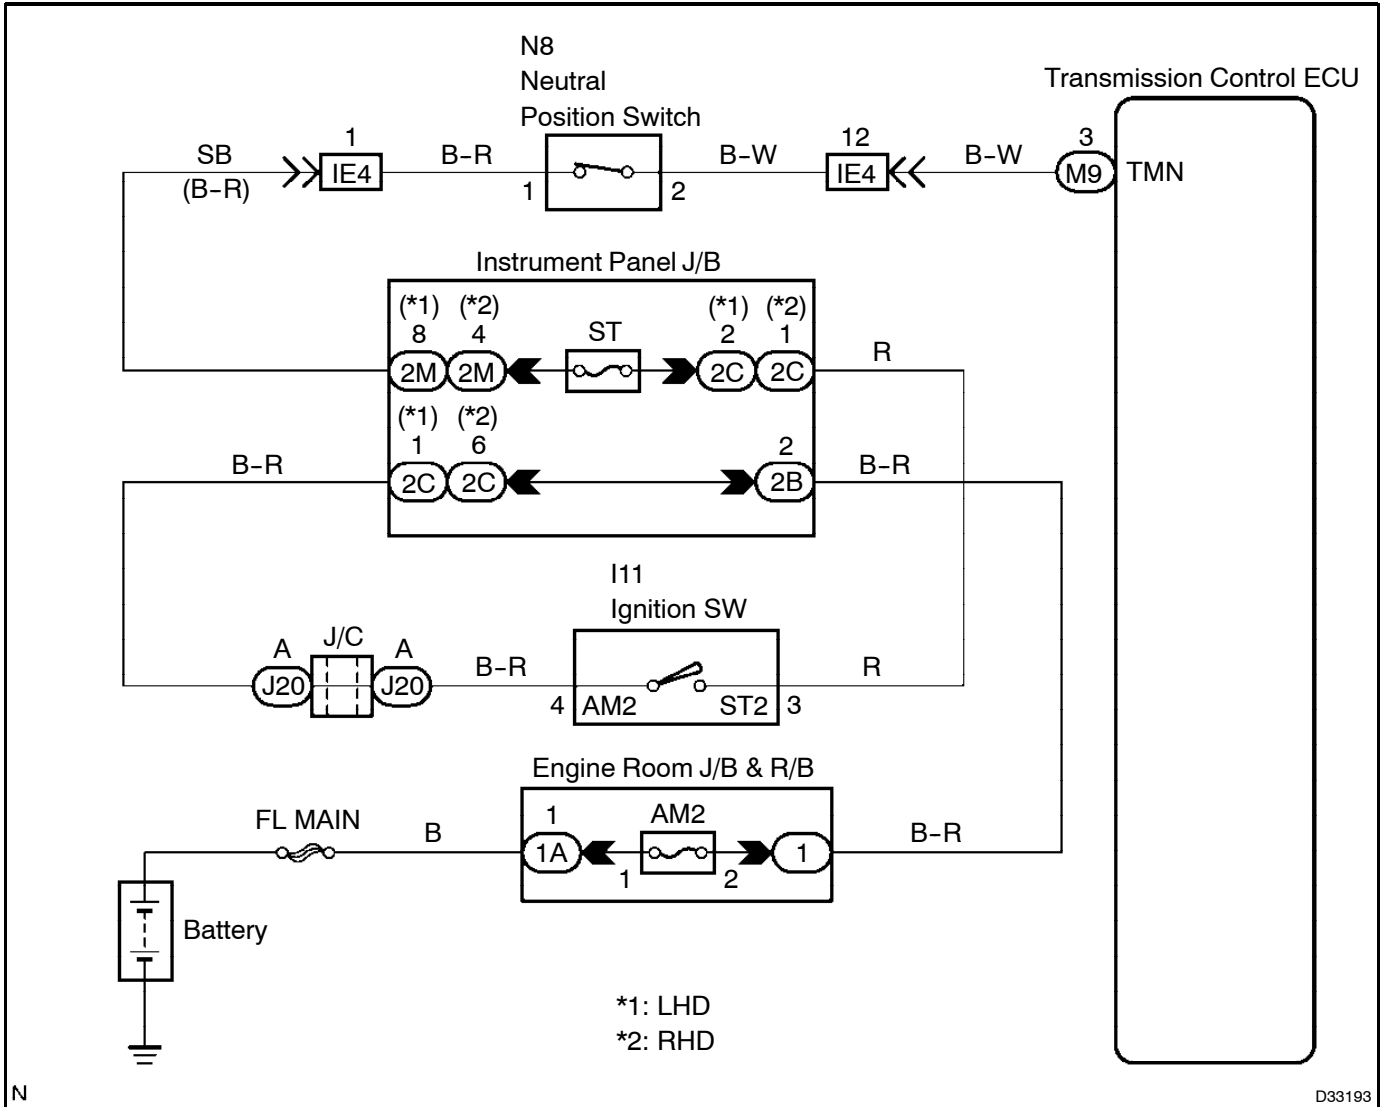 N8
Neutral
Position Switch
Transmission Control ECU
SB
(B-R)
1
IE4
B-R
1
2
B-W
12
IE4
B-W
3
M9
TMN
Instrument Panel J/B
(*1) (*2)
8 4
2M 2M
ST
(*1) (*2)
2 1
2C 2C
R
(*1) (*2)
1 6
B-R
2C 2C
2
2B
B-R
I11
Ignition SW
A J/C A
J20 J20
B-R
4 AM2 ST2 3
R
Engine Room J/B & R/B
FL MAIN
B
1
1A
AM2
1 2
1
B-R
Battery
*1: LHD
*2: RHD
N
D33193